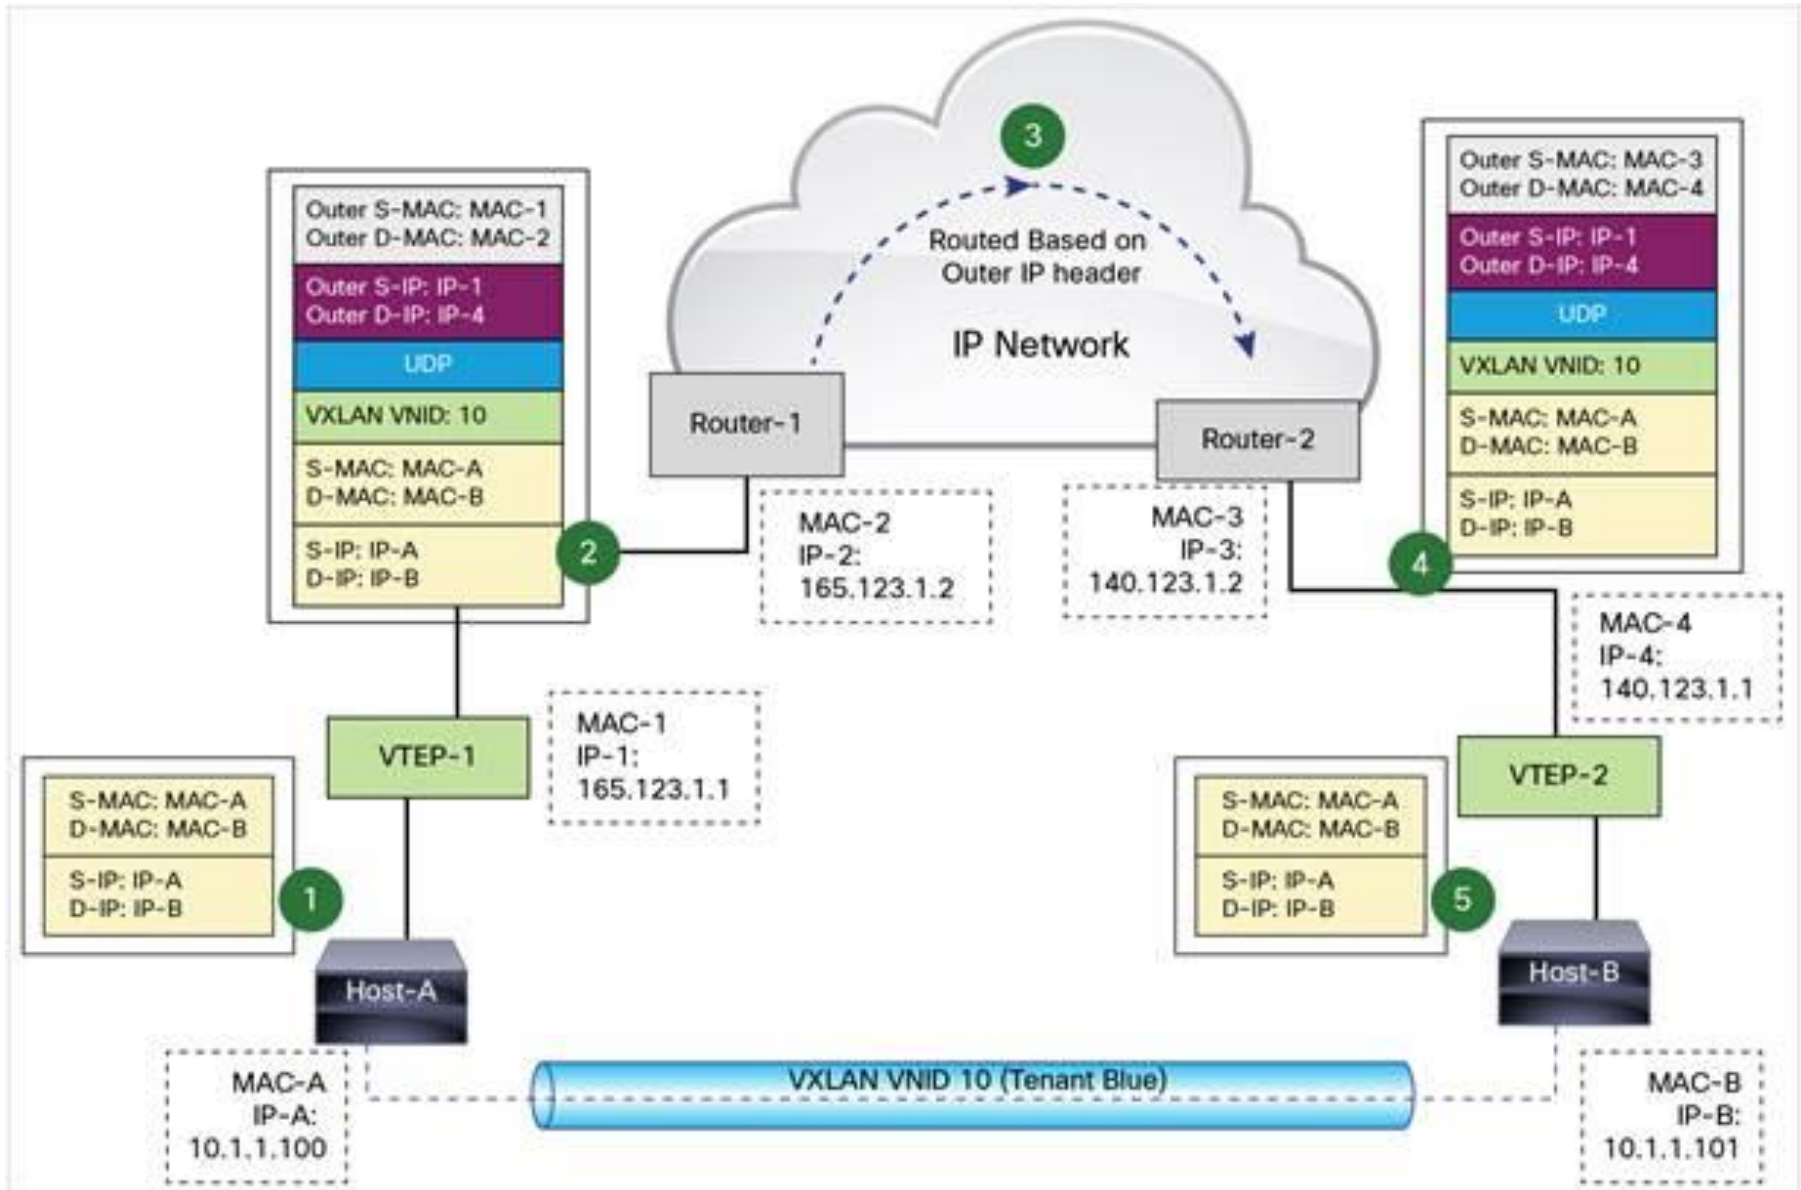 3
Outer S-MAC: MAC-1
Outer D-MAC: MAC-2
Outer S-IP: IP-1
Outer D-IP: IP-4
UDP
VXLAN VNID: 10
S-MAC: MAC-A
D-MAC: MAC-B
S-IP: IP-A
D-IP: IP-B
2
Routed Based on
Outer IP header
IP Network
Router-1
Router-2
MAC-2
IP-2:
165.123.1.2
MAC-3
IP-3:
140.123.1.2
Outer S-MAC: MAC-3
Outer D-MAC: MAC-4
Outer S-IP: IP-1
Outer D-IP: IP-4
UDP
VXLAN VNID: 10
S-MAC: MAC-A
D-MAC: MAC-B
S-IP: IP-A
D-IP: IP-B
4
MAC-4
IP-4:
140.123.1.1
VTEP-1
MAC-1
IP-1:
165.123.1.1
VTEP-2
S-MAC: MAC-A
D-MAC: MAC-B
S-IP: IP-A
D-IP: IP-B
1
S-MAC: MAC-A
D-MAC: MAC-B
S-IP: IP-A
D-IP: IP-B
5
Host-A
Host-B
MAC-A
IP-A:
10.1.1.100
VXLAN VNID 10 (Tenant Blue)
MAC-B
IP-B:
10.1.1.101